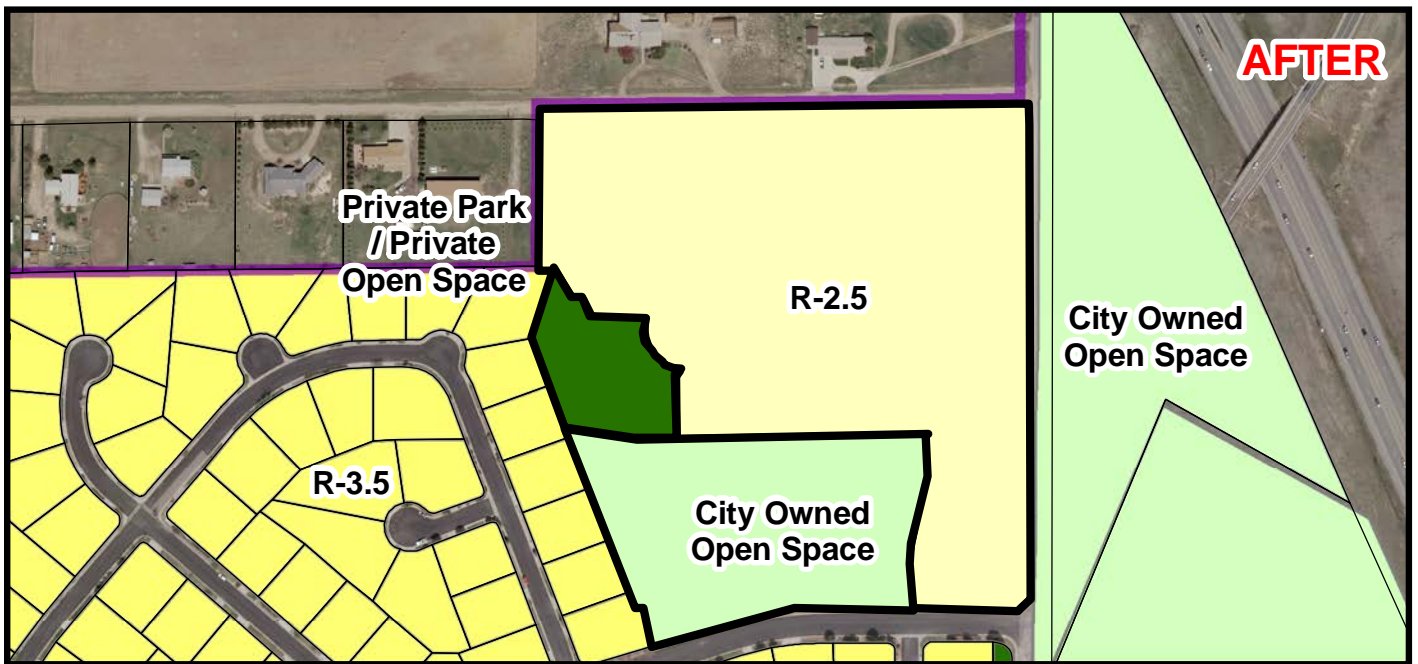 AFTER
Private Park
/ Private
Open Space
R-2.5
City Owned
Open Space
R-3.5
City Owned
Open Space